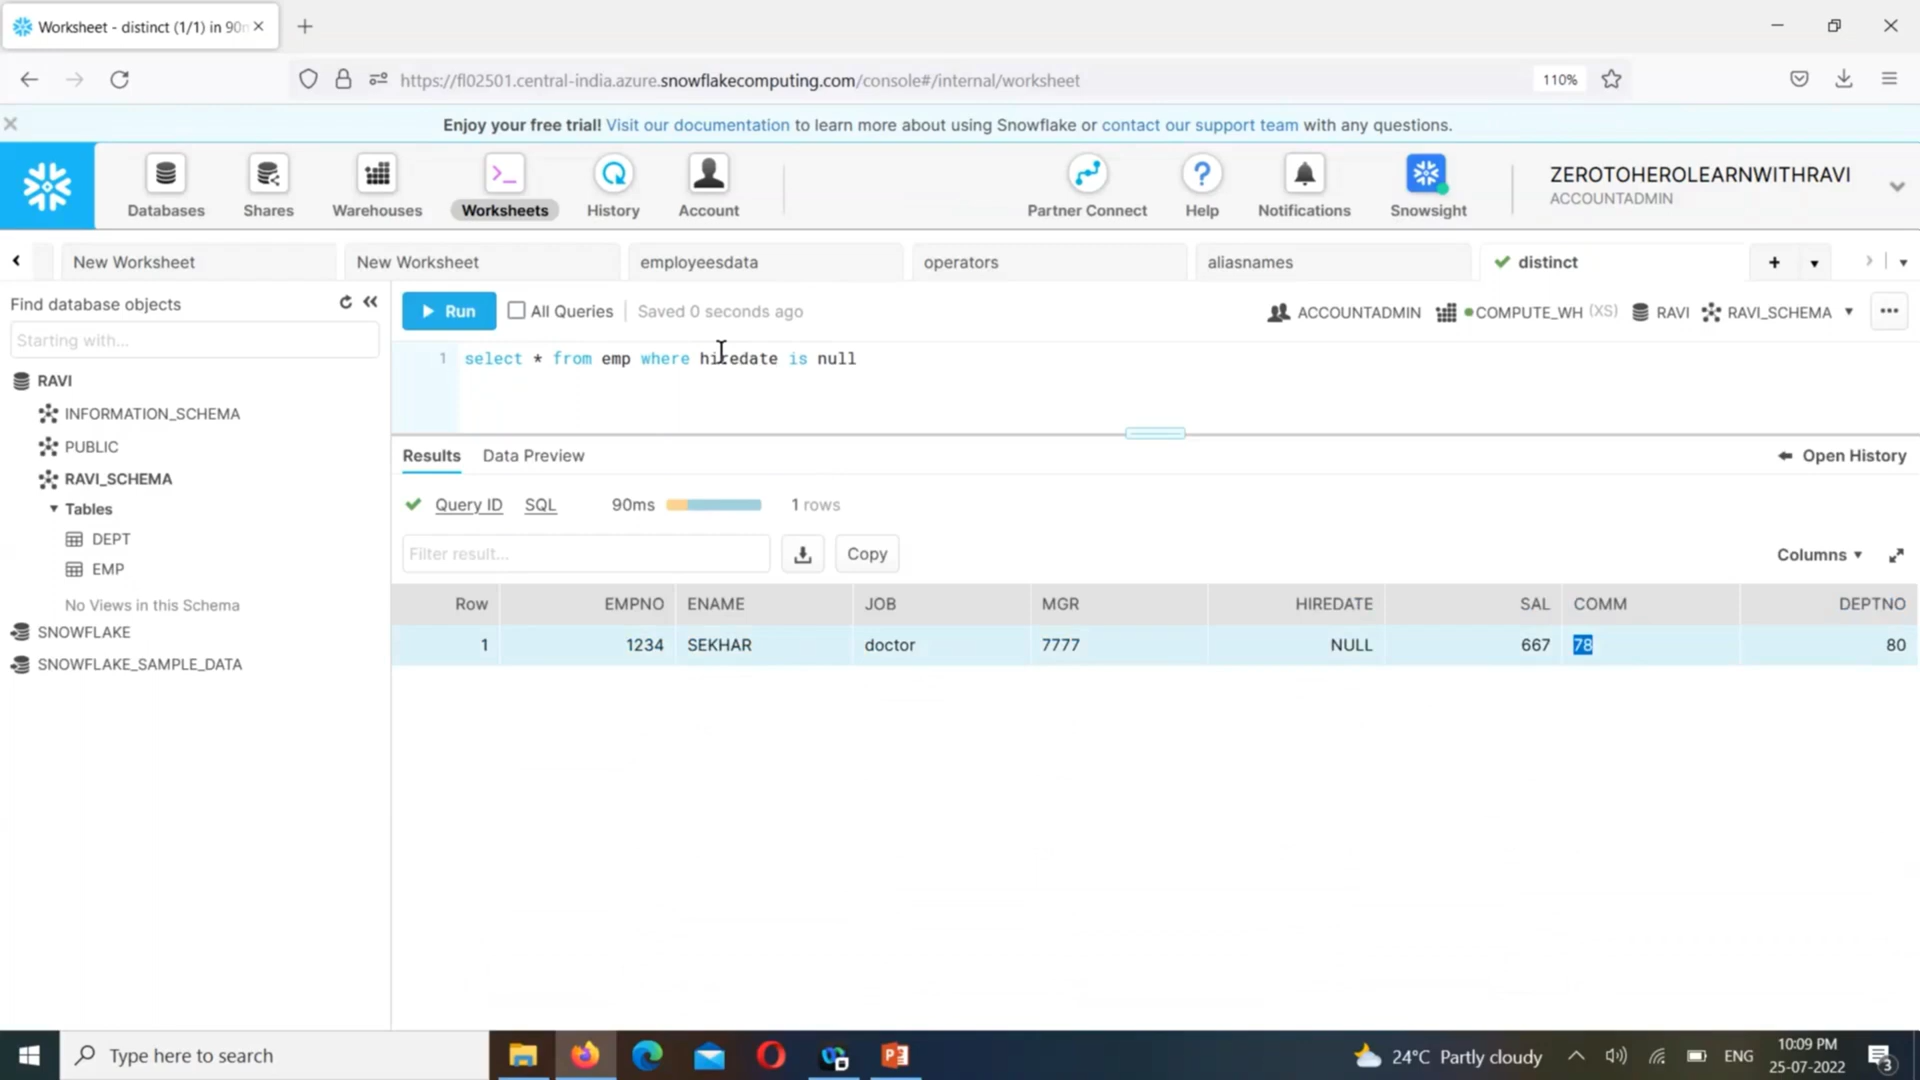 Worksheet - distinct (1/1) in 90m
https://fl02501.central-india.azure.snowflakecomputing.com/console#/internal/worksheet
110%
Enjoy your free trial! Visit our documentation to learn more about using Snowflake or contact our support team with any questions.
Databases
Shares
Warehouses
Worksheets
History
Account
Partner Connect
Help
Notifications
Snowsight
ZEROTOHEROLEARNWITHRAVI
ACCOUNTADMIN
New Worksheet
New Worksheet
employeesdata
operators
aliasnames
distinct
Find database objects
Starting with...
RAVI
INFORMATION_SCHEMA
PUBLIC
RAVI_SCHEMA
Tables
DEPT
EMP
No Views in this Schema
SNOWFLAKE
SNOWFLAKE_SAMPLE_DATA
Run
All Queries
Saved 0 seconds ago
ACCOUNTADMIN
COMPUTE_WH (XS)
RAVI
RAVI_SCHEMA
1 select * from emp where hiredate is null
Results
Data Preview
Open History
Query ID
SQL
90ms
1 rows
Filter result...
Copy
Columns
Row EMPNO ENAME JOB MGR HIREDATE SAL COMM DEPTNO
1 1234 SEKHAR doctor 7777 NULL 667 78 80
Type here to search
24°C Partly cloudy
ENG
10:09 PM
25-07-2022
3